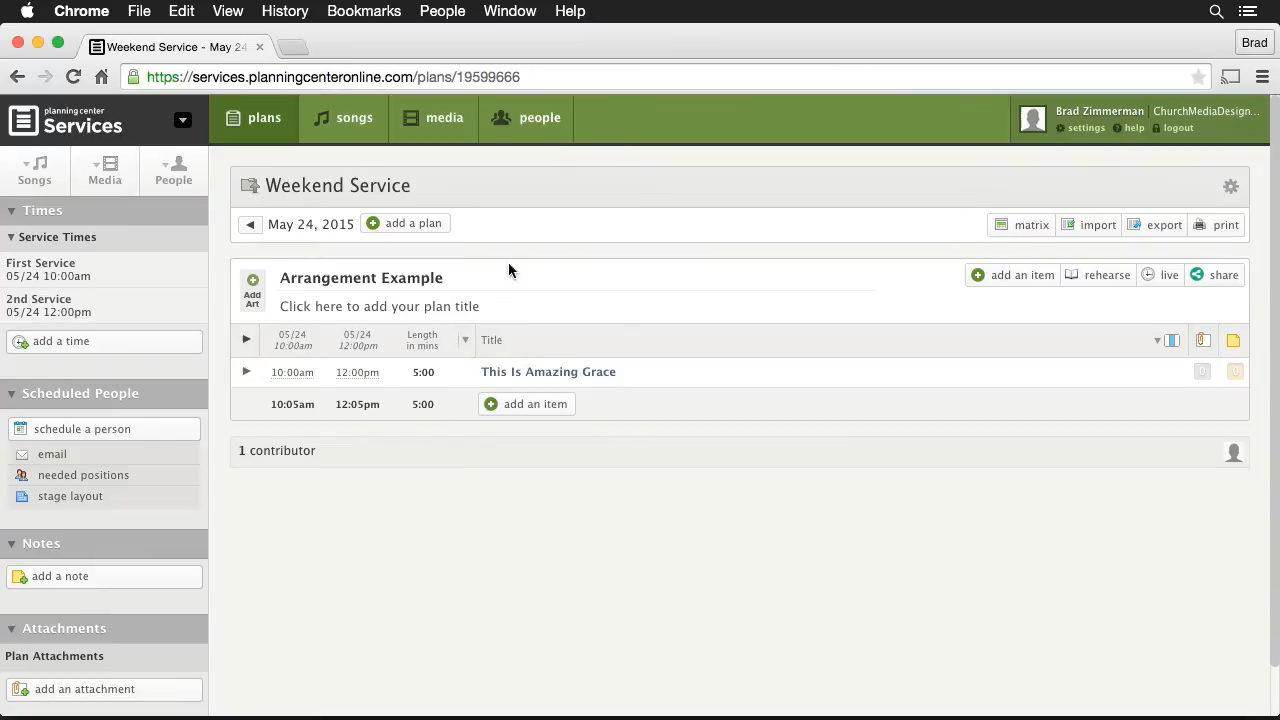 Chrome File Edit View History Bookmarks People Window Help
Weekend Service - May 24
Brad
https://services.planningcenteronline.com/plans/19599666
planning center
Services
plans songs media people
Brad Zimmerman | ChurchMediaDesign...
settings help logout
Songs Media People
Times
Service Times
First Service
05/24 10:00am
2nd Service
05/24 12:00pm
add a time
Scheduled People
schedule a person
email
needed positions
stage layout
Notes
add a note
Attachments
Plan Attachments
add an attachment
Weekend Service
May 24, 2015 add a plan
matrix import export print
Add
Art
Arrangement Example
Click here to add your plan title
add an item rehearse live share
05/24
10:00am
05/24
12:00pm
Length
in mins
Title
10:00am 12:00pm 5:00 This Is Amazing Grace 0 0
10:05am 12:05pm 5:00 add an item
1 contributor